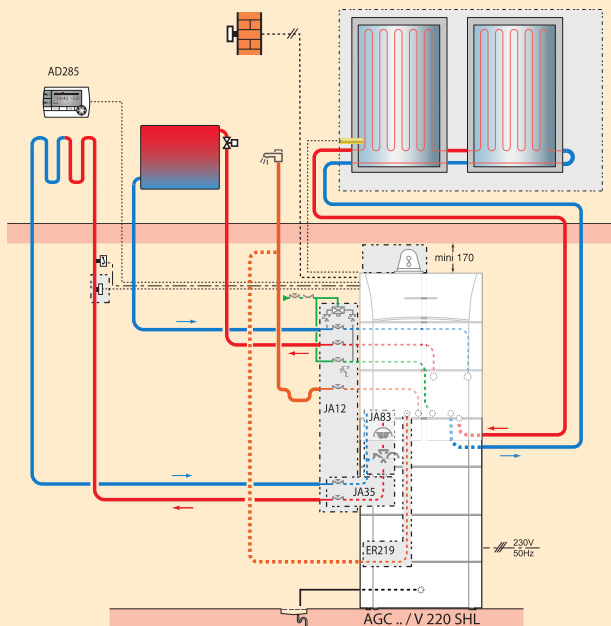 AD285
mini 170
JA12
JA83
JA35
ER219
230V
50Hz
AGC .. / V 220 SHL